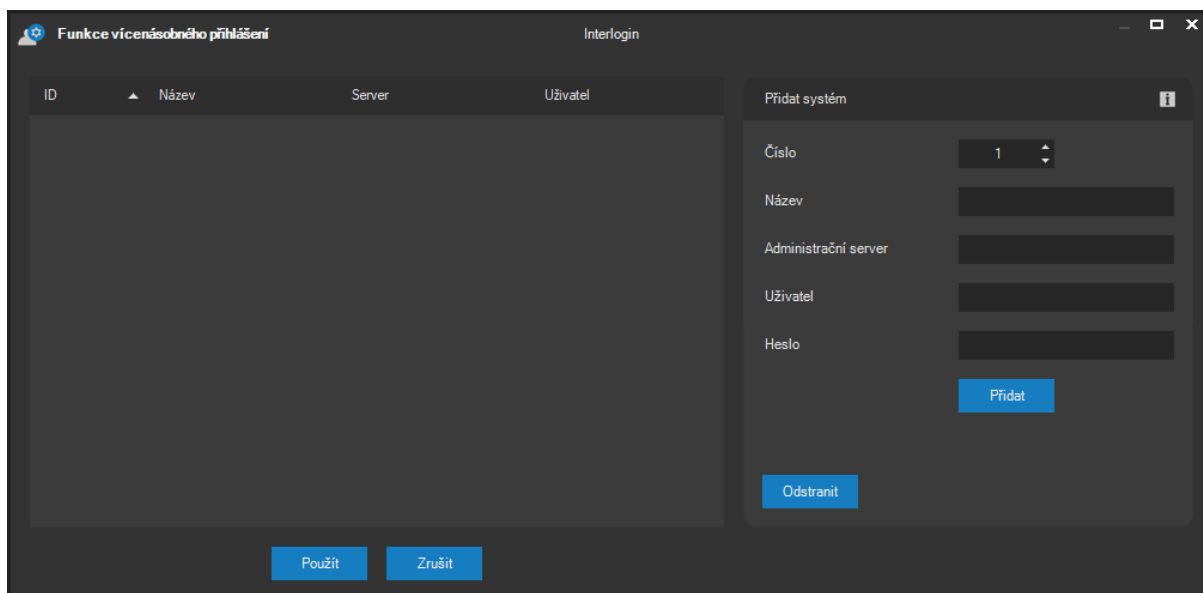 Funkce vícenásobného přihlášení
Interlogin
ID
Název
Server
Uživatel
Přidat systém
Číslo
1
Název
Administrační server
Uživatel
Heslo
Přidat
Odstranit
Použít
Zrušit